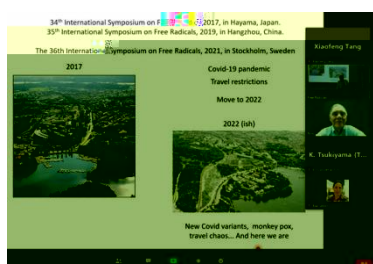 34th International Symposium on F 2017, in Hayama, Japan.
35th International Symposium on Free Radicals, 2019, in Hangzhou, China.
The 36th International Symposium on Free Radicals, 2021, in Stockholm, Sweden
2017
Covid-19 pandemic
Travel restrictions
Move to 2022
2022 (ish)
New Covid variants, monkey pox,
travel chaos... And here we are
Xiaofeng Tang
K. Tsukiyama (T...